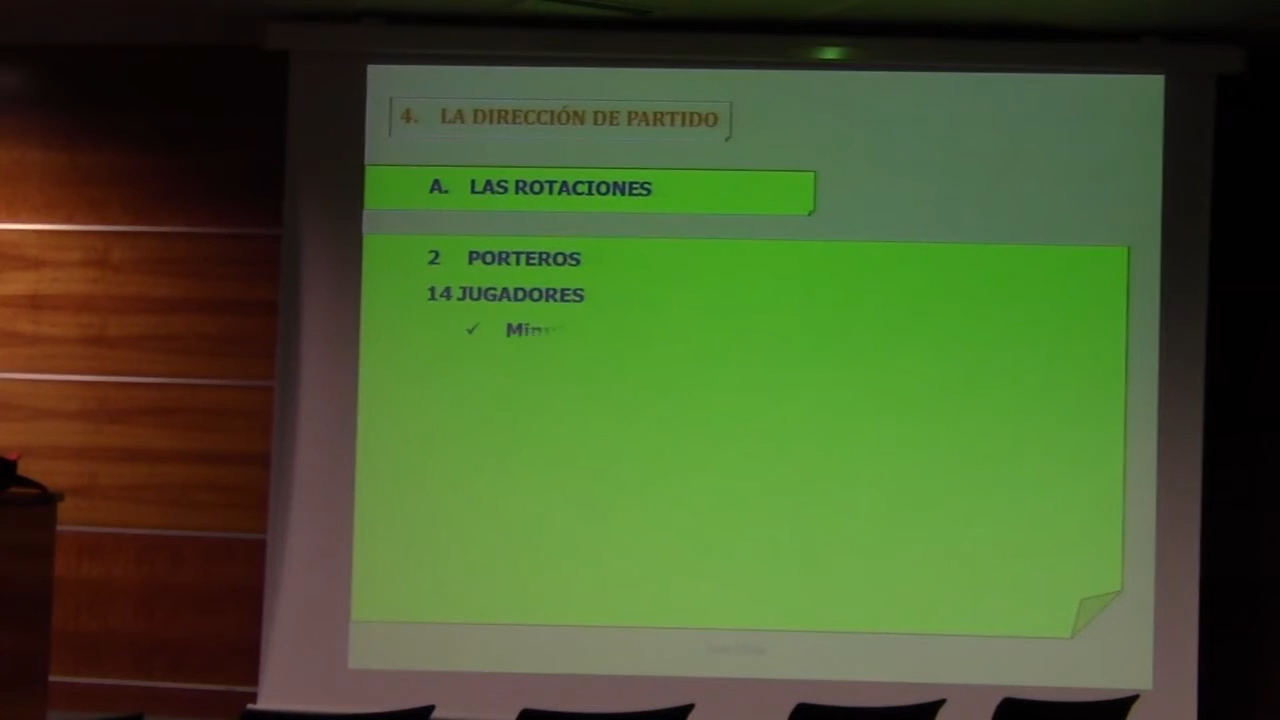 4. LA DIRECCIÓN DE PARTIDO
A. LAS ROTACIONES
2 PORTEROS
14 JUGADORES
✓